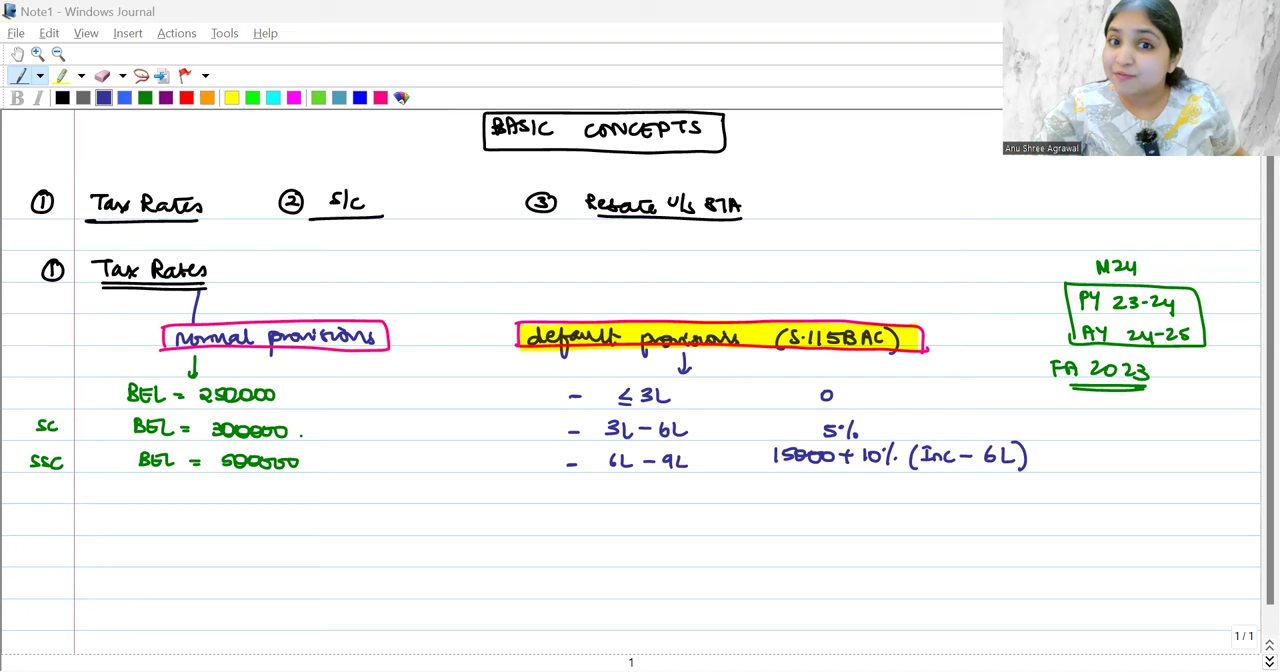 Note1 - Windows Journal
File Edit View Insert Actions Tools Help
B I
Anu Shree Agrawal
BASIC CONCEPTS
① Tax Rates ② S/C ③ Rebate u/s 87A
① Tax Rates
M24
PY 23-24
AY 24-25
FA 2023
normal provisions
default provisions (S.115BAC)
BEL = 250000
SC BEL = 300000
SSC BEL = 500000
- ≤ 3L 0
- 3L - 6L 5%
- 6L - 9L 15000 + 10% (Inc - 6L)
1 / 1
1